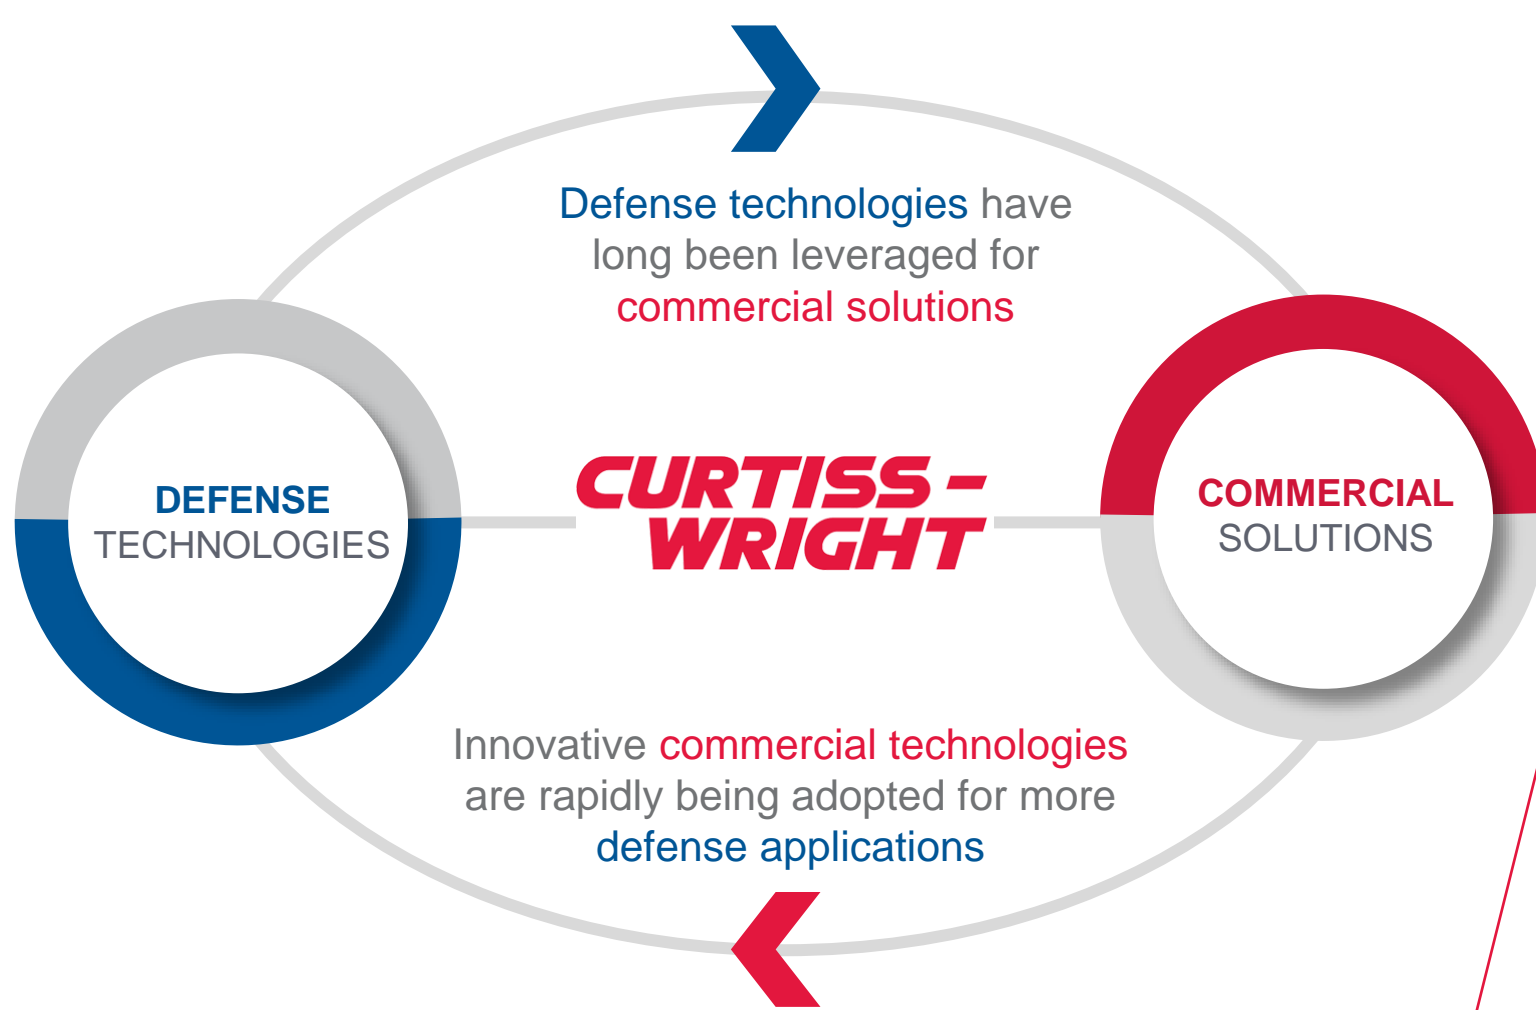 Defense technologies have
long been leveraged for
commercial solutions
DEFENSE
TECHNOLOGIES
CURTISS-
WRIGHT
COMMERCIAL
SOLUTIONS
Innovative commercial technologies
are rapidly being adopted for more
defense applications